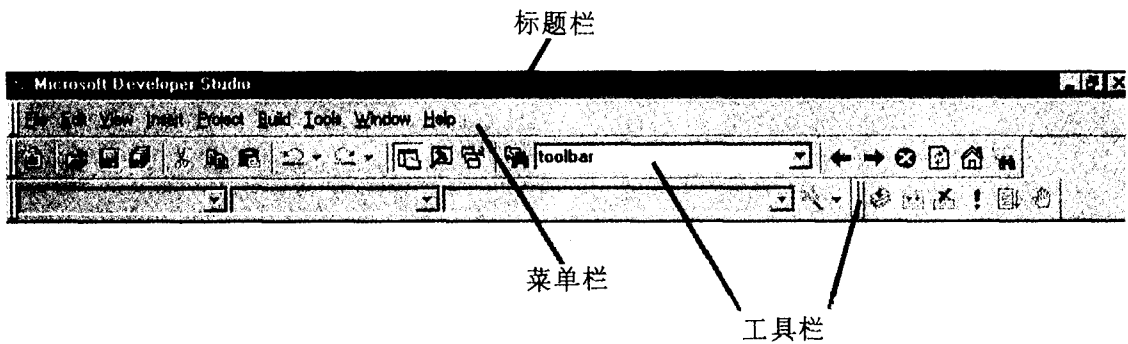 标题栏
Microsoft Developer Studio
File Edit View Insert Project Build Tools Window Help
toolbar
菜单栏
工具栏